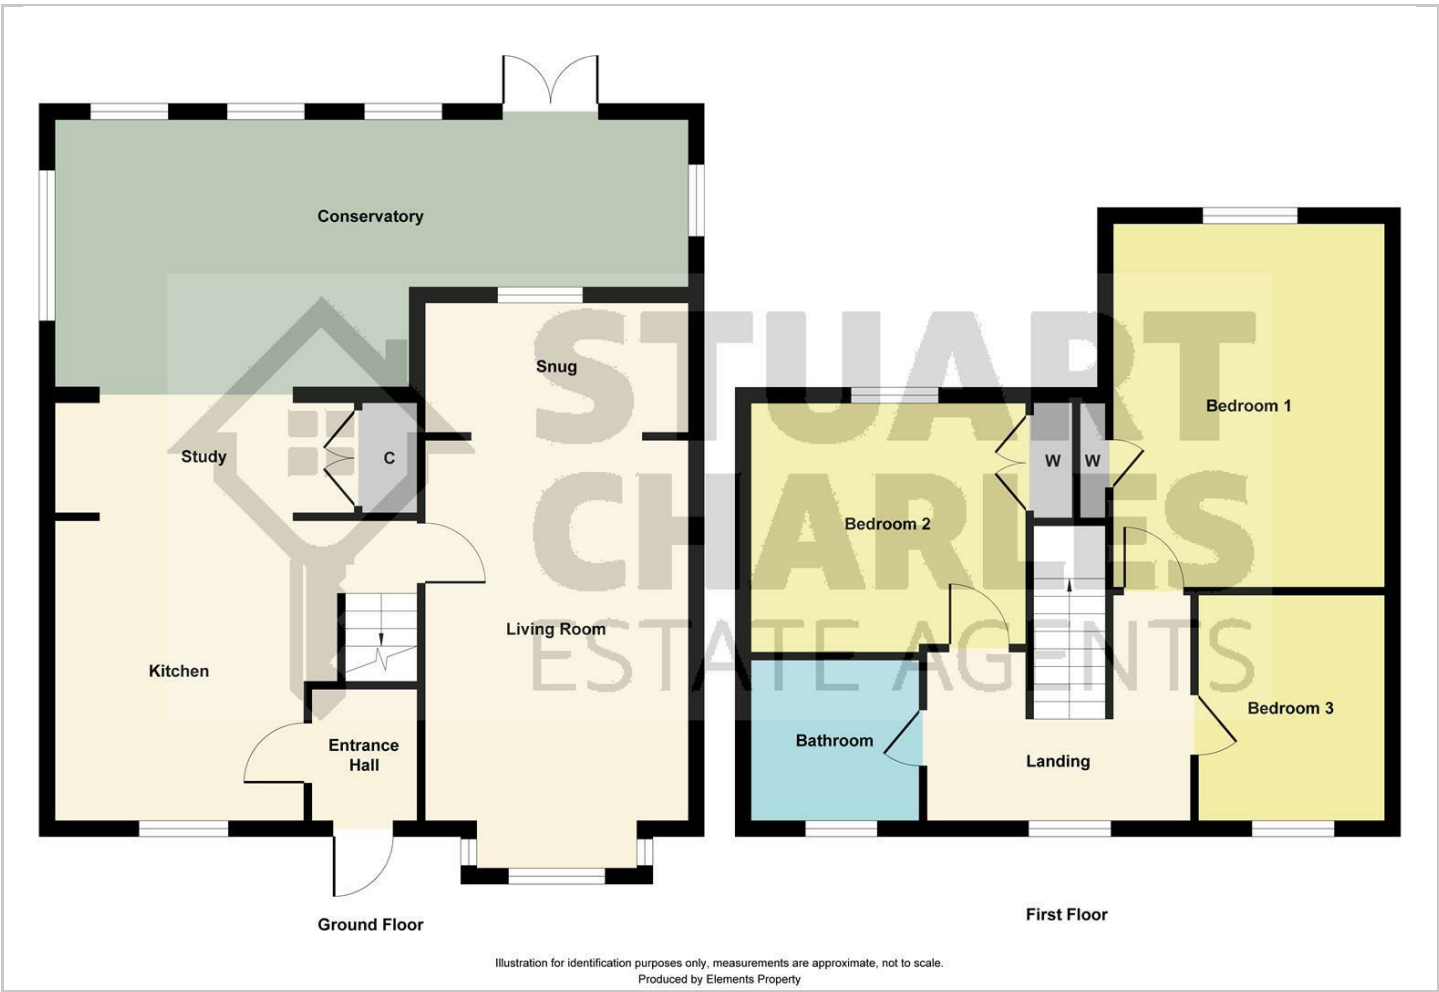 Conservatory
Snug
Study
C
Living Room
Kitchen
Entrance
Hall
Ground Floor
Bedroom 1
W
W
Bedroom 2
Bedroom 3
Bathroom
Landing
First Floor
STUART
CHARLES
ESTATE AGENTS
Illustration for identification purposes only, measurements are approximate, not to scale.
Produced by Elements Property